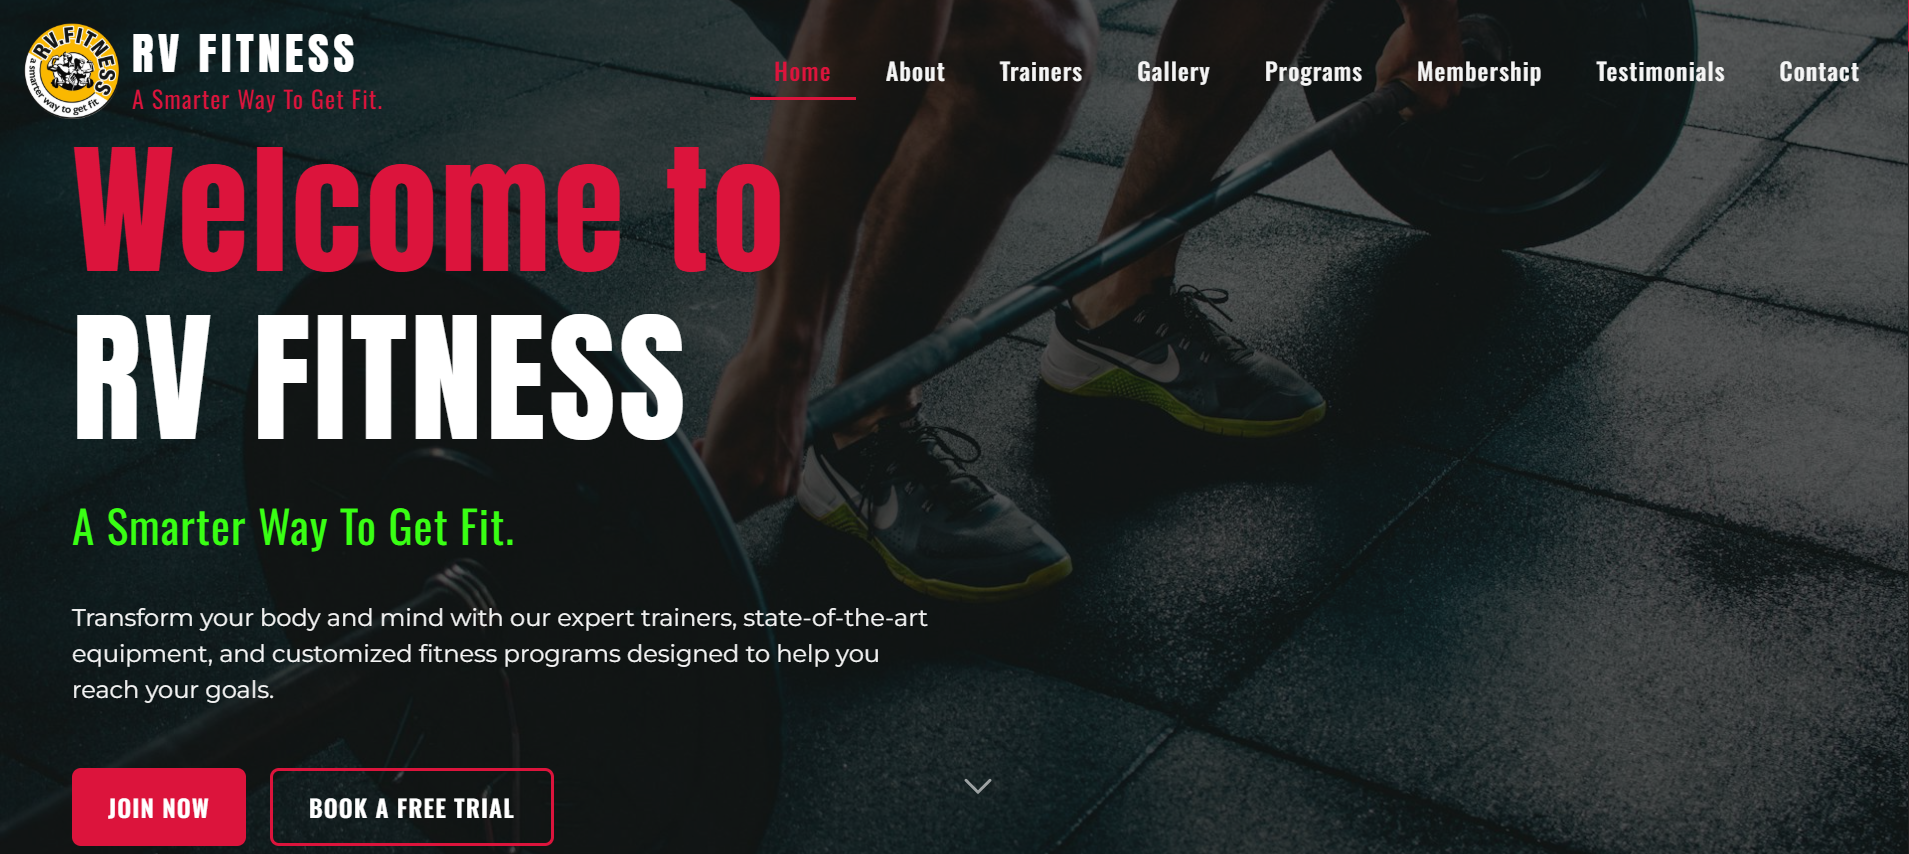 RV.FITNESS
a smarter way to get fit
RV FITNESS
A Smarter Way To Get Fit.
Home About Trainers Gallery Programs Membership Testimonials Contact
Welcome to
RV FITNESS
A Smarter Way To Get Fit.
Transform your body and mind with our expert trainers, state-of-the-art
equipment, and customized fitness programs designed to help you
reach your goals.
JOIN NOW BOOK A FREE TRIAL